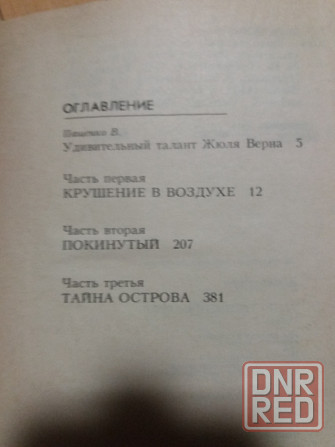 ОГЛАВЛЕНИЕ
Пащенко В.
Удивительный талант Жюля Верна 5
Часть первая
КРУШЕНИЕ В ВОЗДУХЕ 12
Часть вторая
ПОКИНУТЫЙ 207
Часть третья
ТАЙНА ОСТРОВА 381
DNR
RED